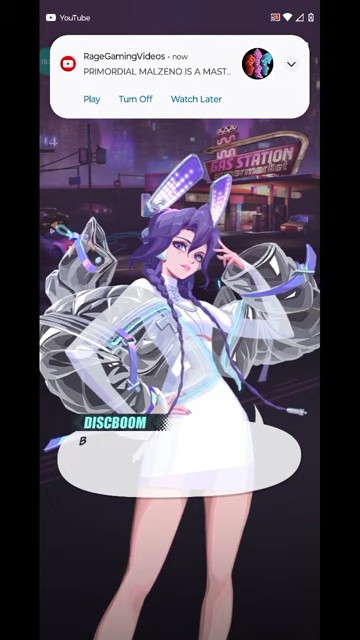 YouTube
RageGamingVideos • now
PRIMORDIAL MALZENO IS A MAST..
Play Turn Off Watch Later
GAS STATION
DISCBOOM
B